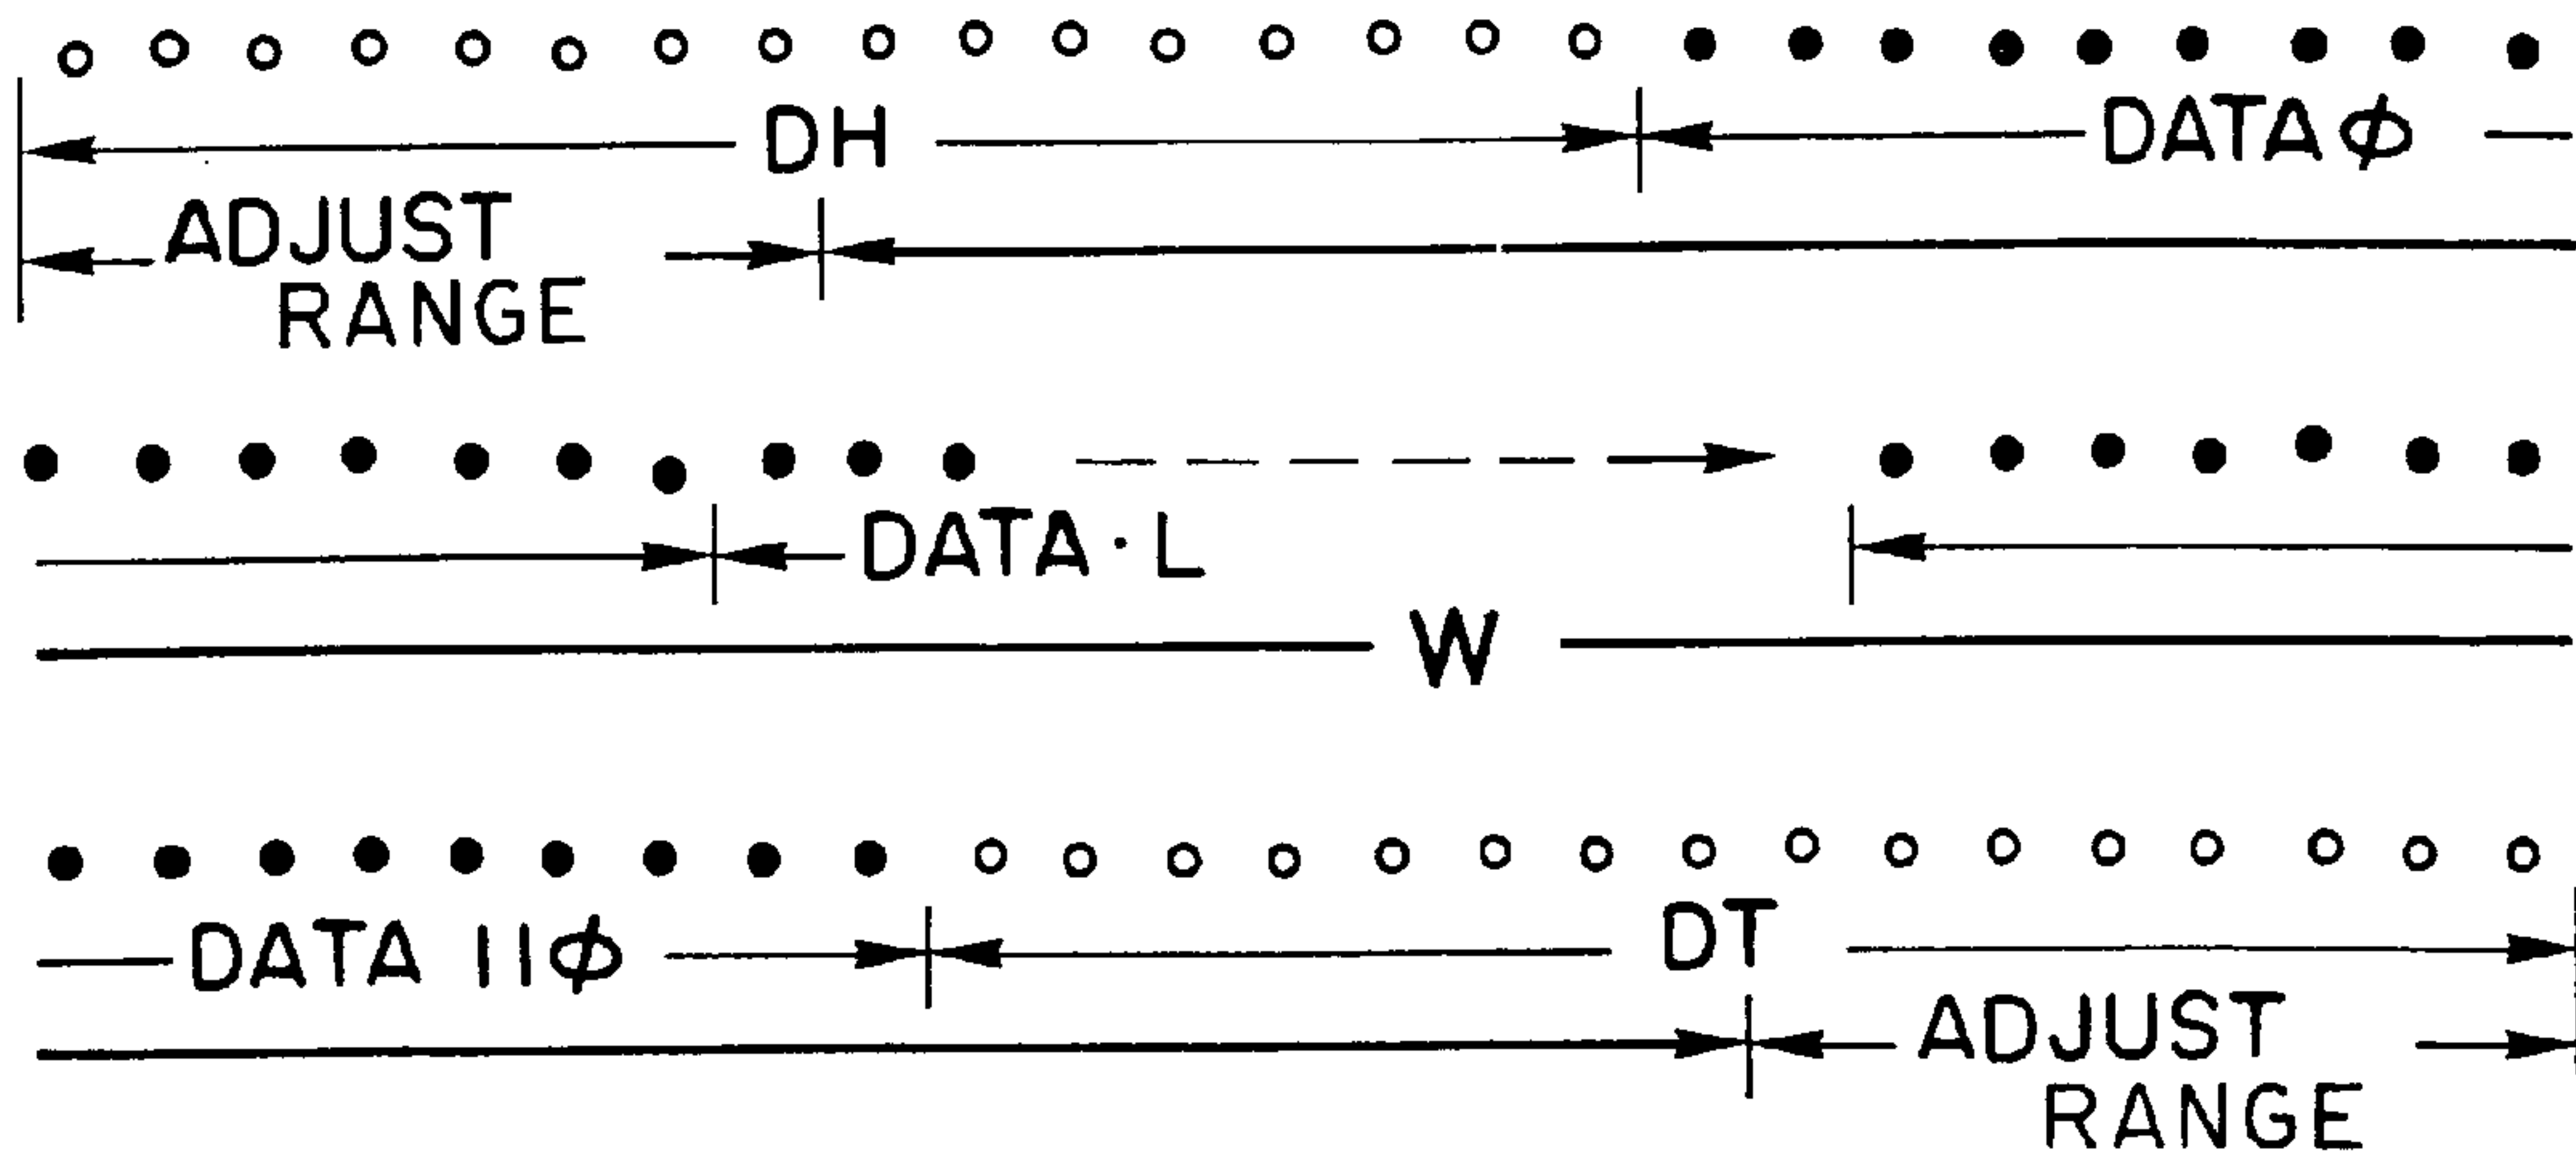 DH DATAϕ
ADJUST
RANGE
DATA·L
W
DATA 11ϕ DT
ADJUST
RANGE